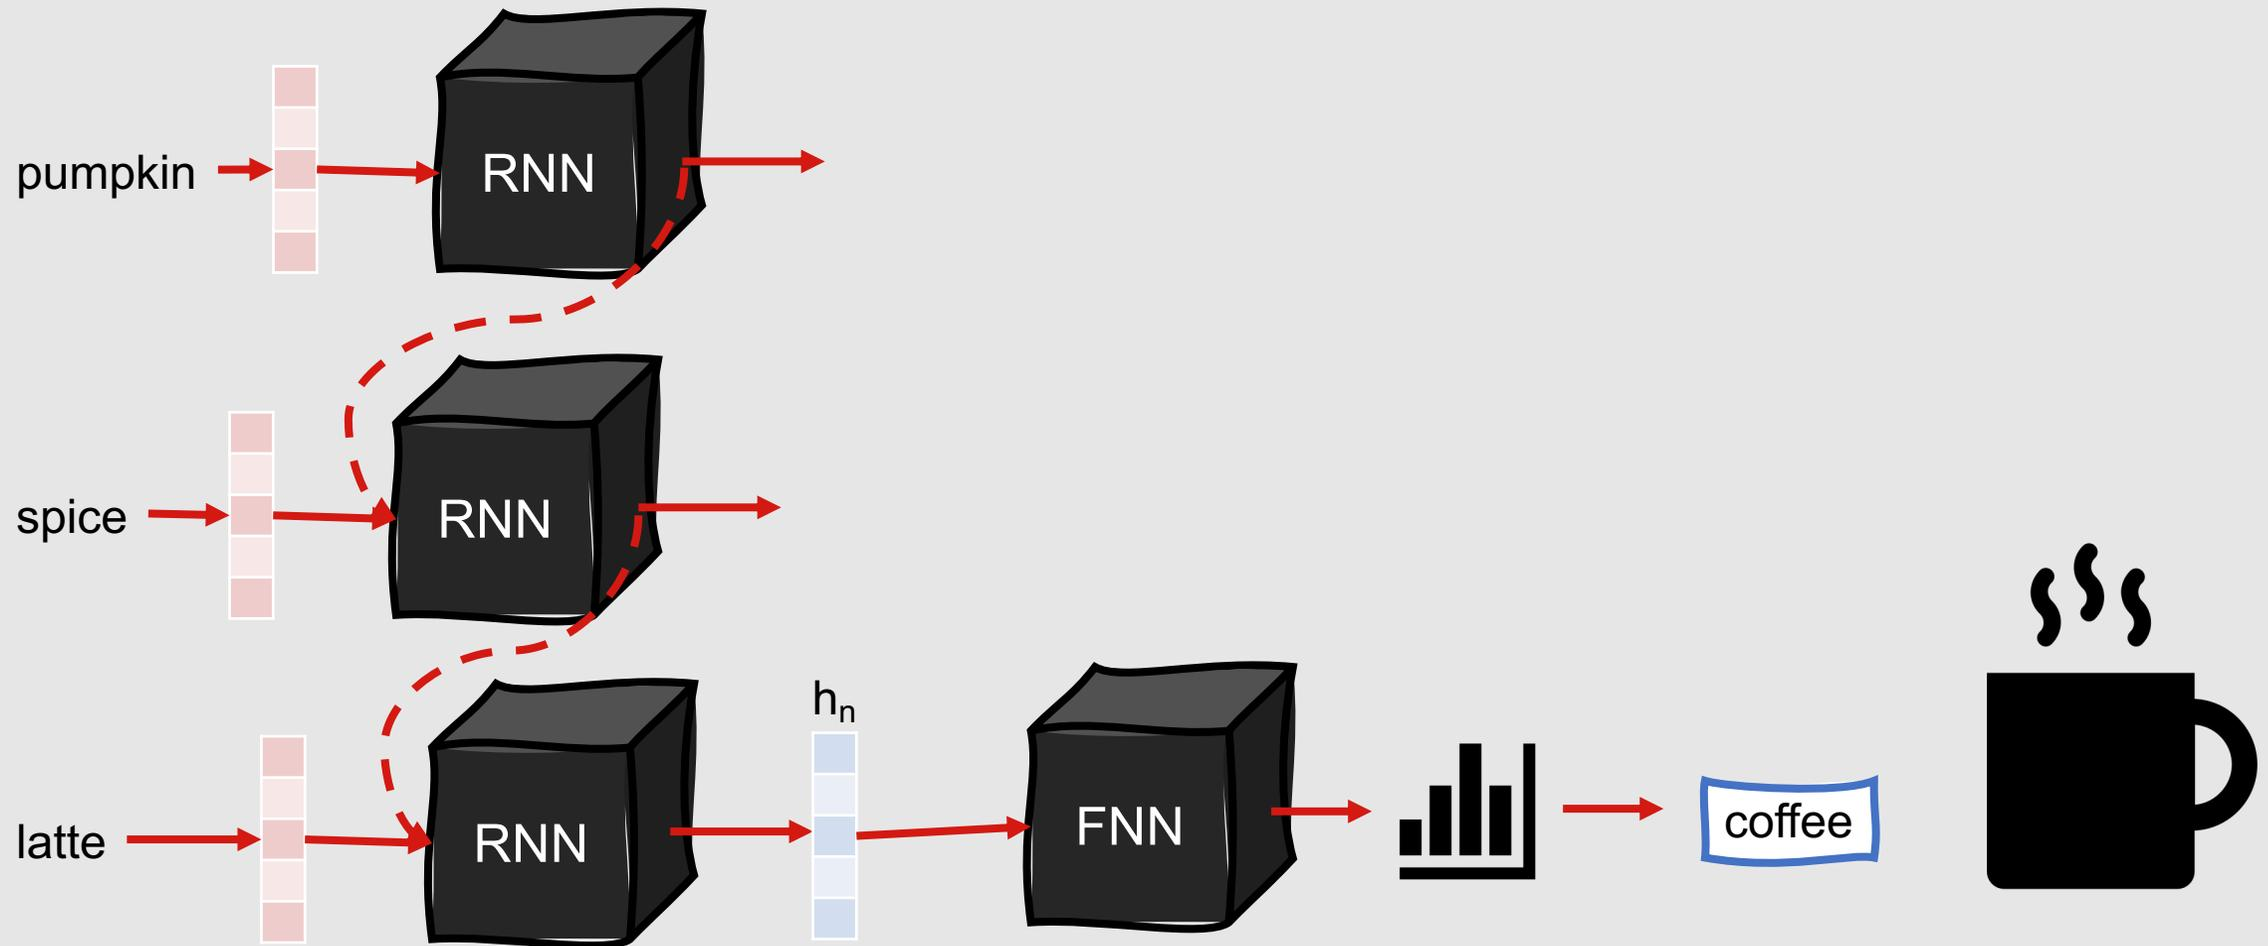 pumpkin
RNN
spice
RNN
latte
RNN
hn
FNN
coffee